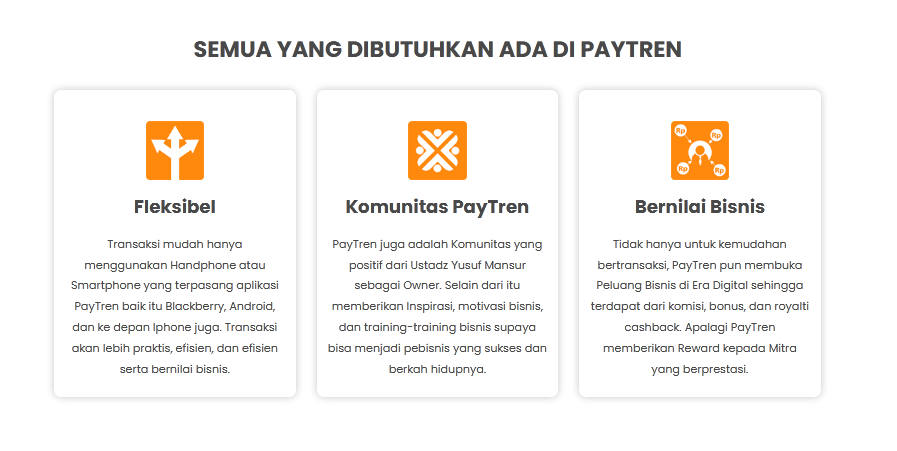 SEMUA YANG DIBUTUHKAN ADA DI PAYTREN
Fleksibel
Transaksi mudah hanya
menggunakan Handphone atau
Smartphone yang terpasang aplikasi
PayTren baik itu Blackberry, Android,
dan ke depan Iphone juga. Transaksi
akan lebih praktis, efisien, dan efisien
serta bernilai bisnis.
Komunitas PayTren
PayTren juga adalah Komunitas yang
positif dari Ustadz Yusuf Mansur
sebagai Owner. Selain dari itu
memberikan Inspirasi, motivasi bisnis,
dan training-training bisnis supaya
bisa menjadi pebisnis yang sukses dan
berkah hidupnya.
Rp
Rp
Rp
Rp
Bernilai Bisnis
Tidak hanya untuk kemudahan
bertransaksi, PayTren pun membuka
Peluang Bisnis di Era Digital sehingga
terdapat dari komisi, bonus, dan royalti
cashback. Apalagi PayTren
memberikan Reward kepada Mitra
yang berprestasi.